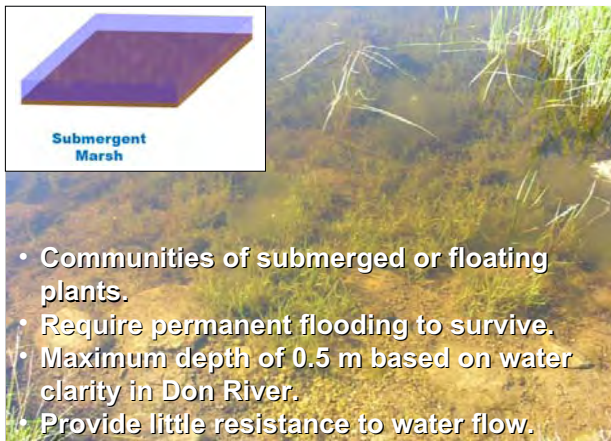 Submergent
Marsh
• Communities of submerged or floating
plants.
• Require permanent flooding to survive.
• Maximum depth of 0.5 m based on water
clarity in Don River.
• Provide little resistance to water flow.